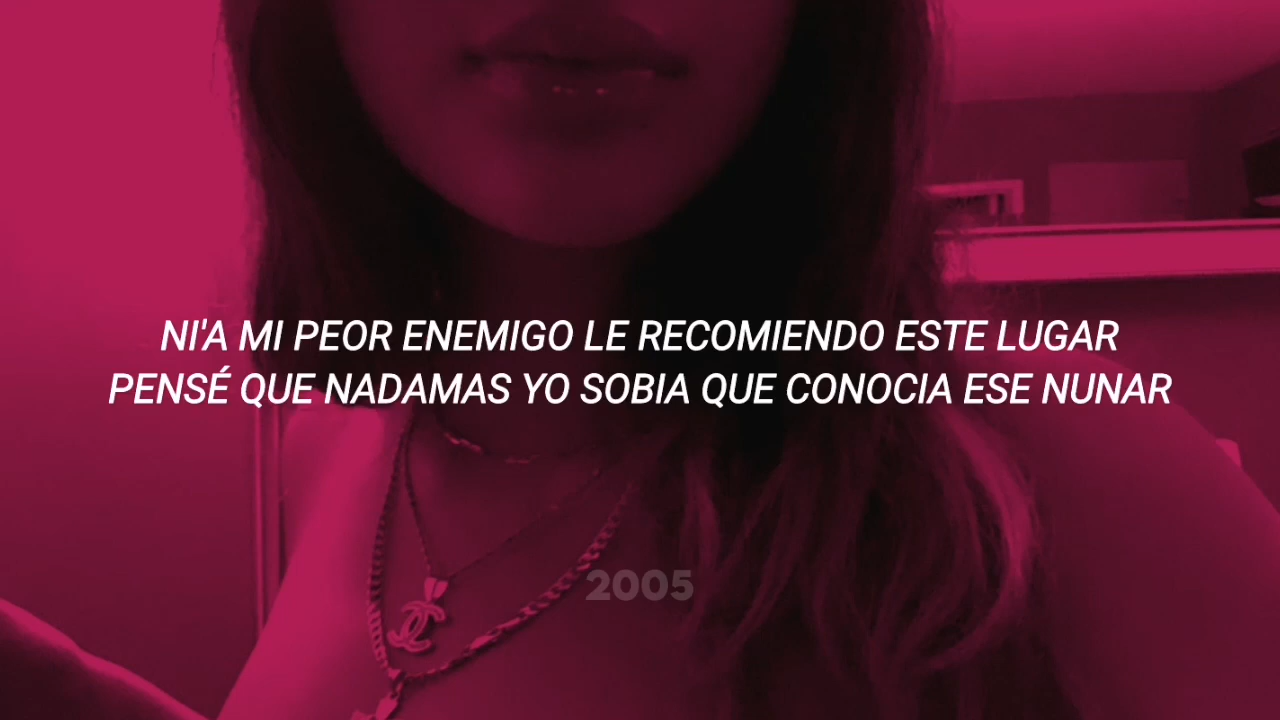 NI'A MI PEOR ENEMIGO LE RECOMIENDO ESTE LUGAR
PENSÉ QUE NADAMAS YO SOBIA QUE CONOCIA ESE NUNAR
2005